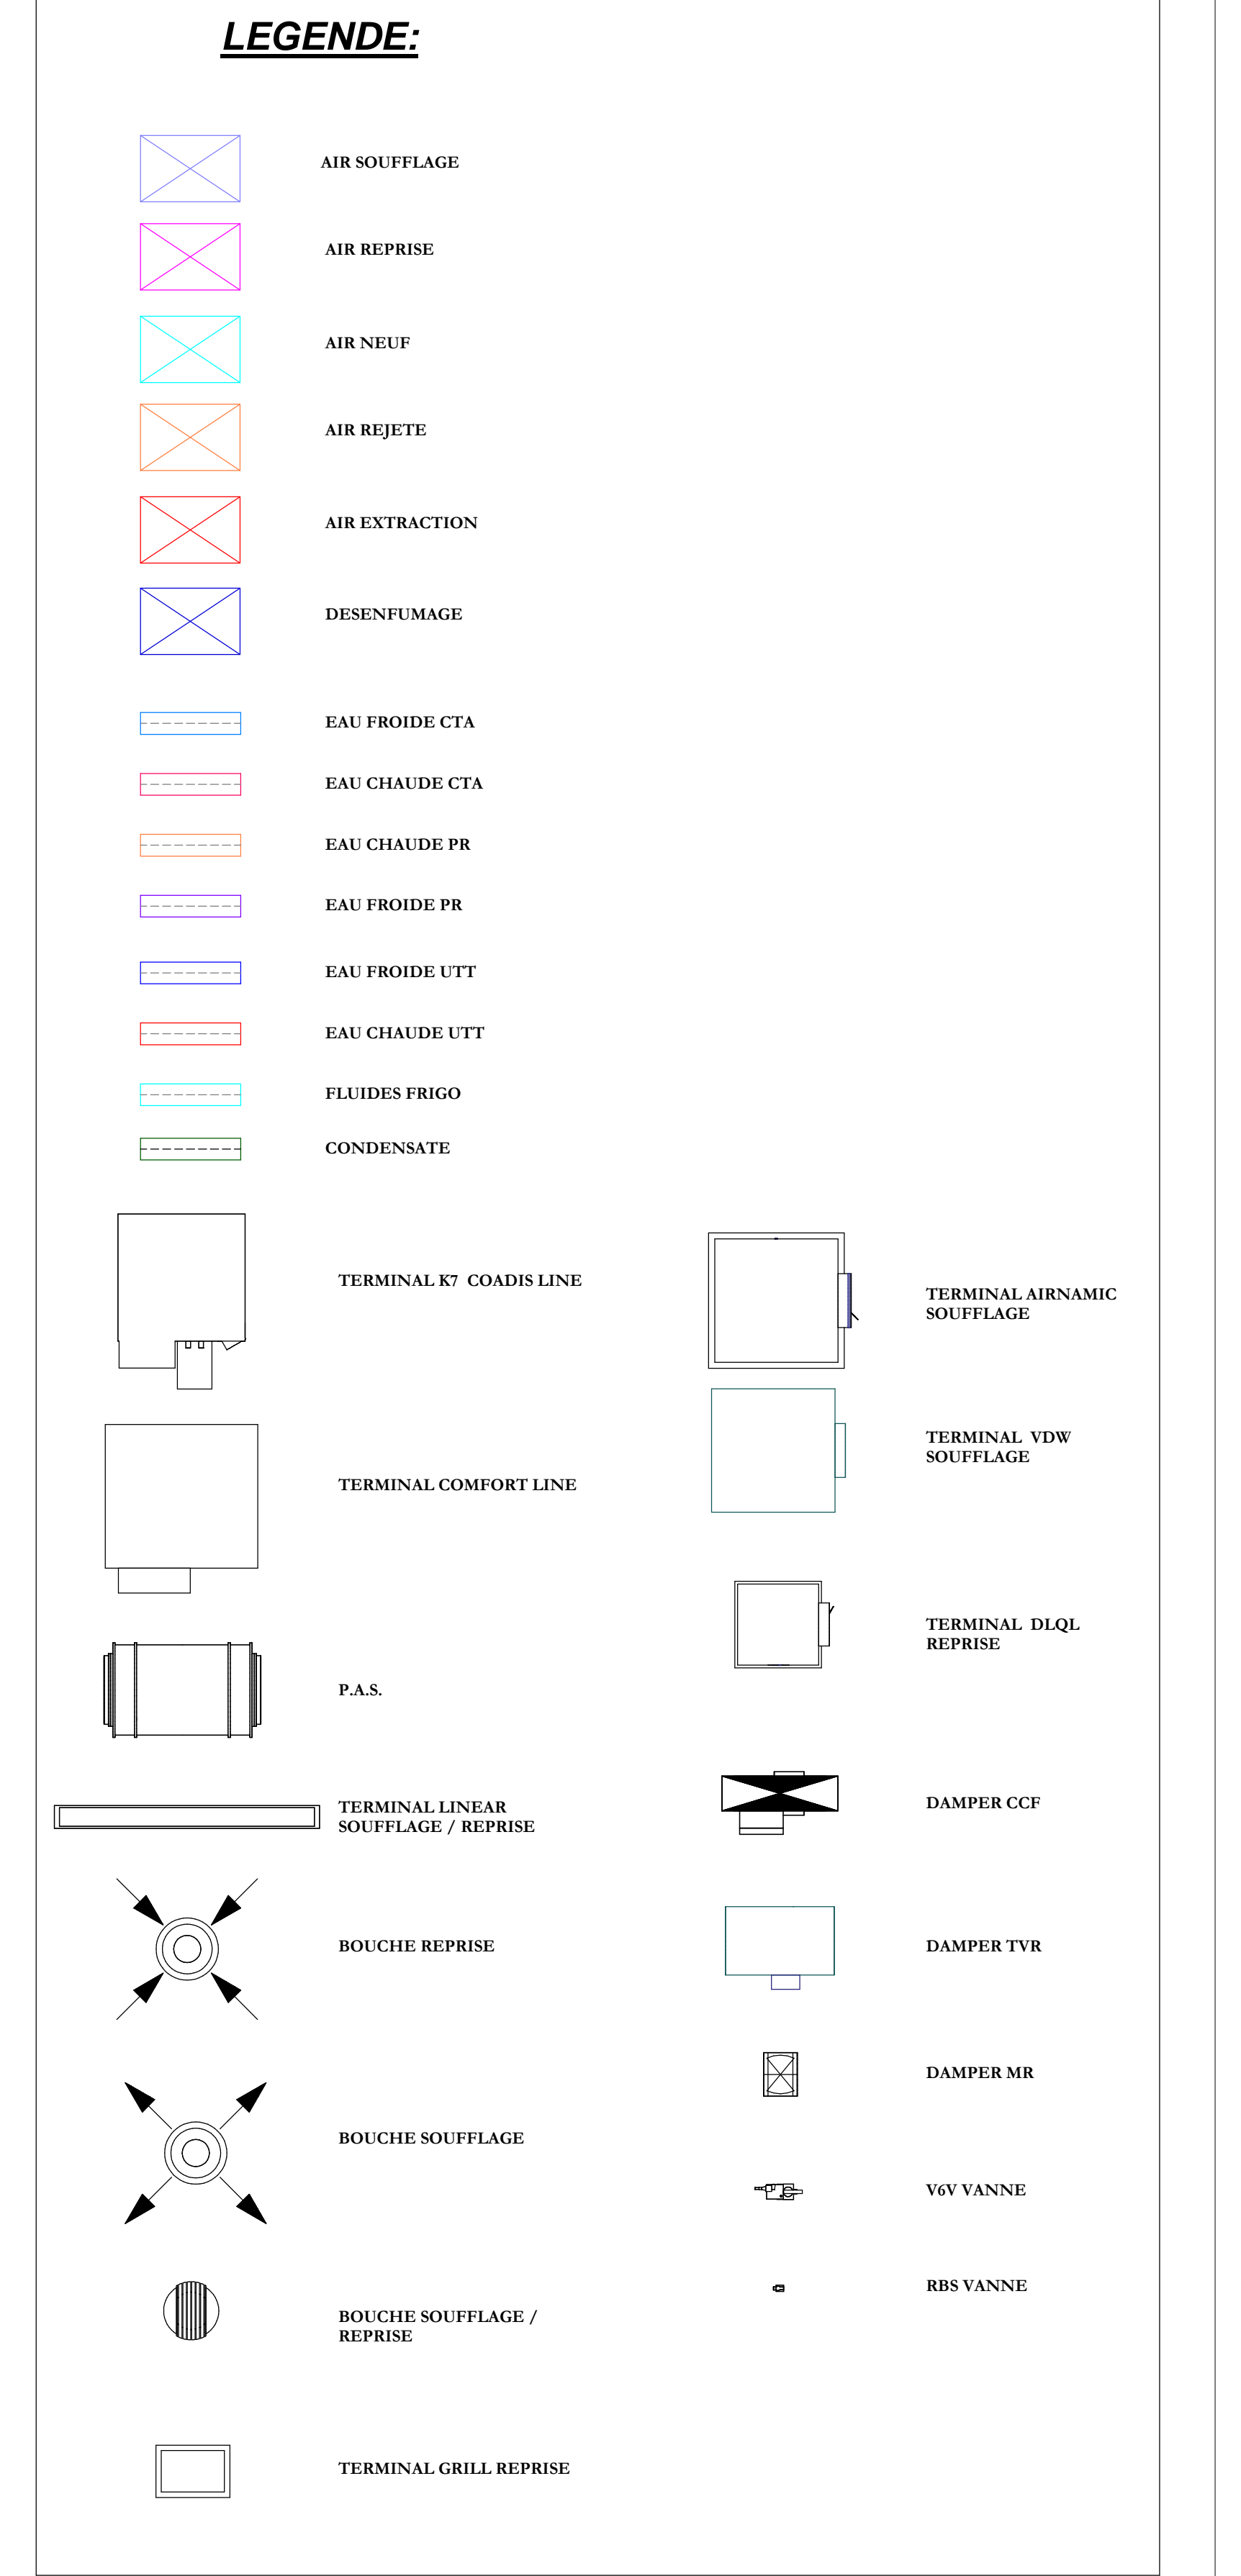 LEGENDE:
AIR SOUFFLAGE
AIR REPRISE
AIR NEUF
AIR REJETE
AIR EXTRACTION
DESENFUMAGE
EAU FROIDE CTA
EAU CHAUDE CTA
EAU CHAUDE PR
EAU FROIDE PR
EAU FROIDE UTT
EAU CHAUDE UTT
FLUIDES FRIGO
CONDENSATE
TERMINAL K7 COADIS LINE
TERMINAL COMFORT LINE
P.A.S.
TERMINAL LINEAR
SOUFFLAGE / REPRISE
BOUCHE REPRISE
BOUCHE SOUFFLAGE
BOUCHE SOUFFLAGE /
REPRISE
TERMINAL GRILL REPRISE
TERMINAL AIRNAMIC
SOUFFLAGE
TERMINAL VDW
SOUFFLAGE
TERMINAL DLQL
REPRISE
DAMPER CCF
DAMPER TVR
DAMPER MR
V6V VANNE
RBS VANNE